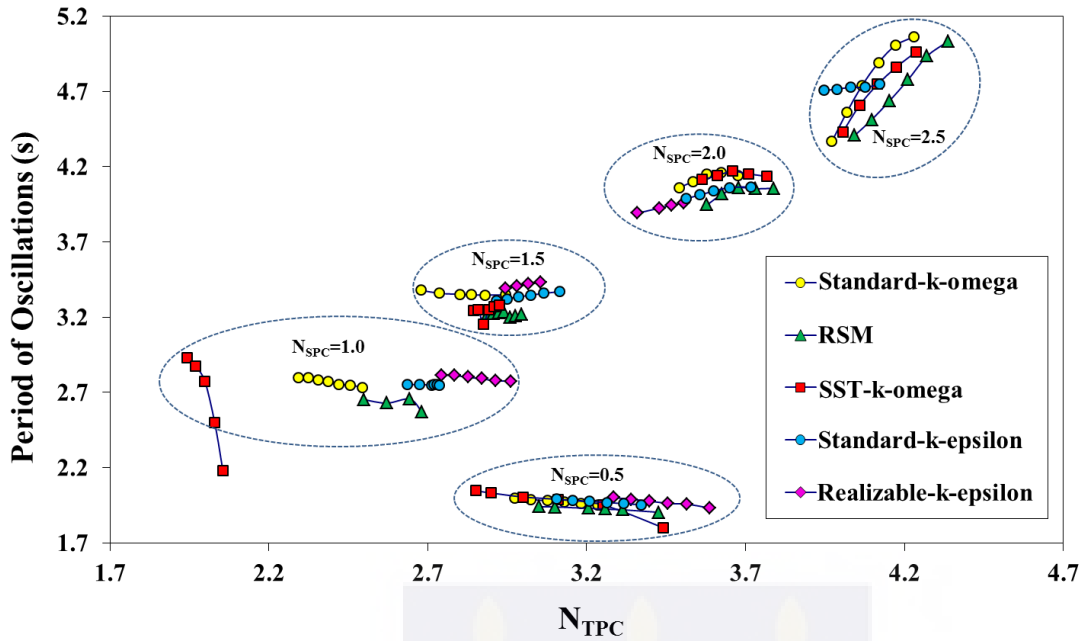 5.2
4.7
4.2
3.7
3.2
2.7
2.2
1.7
Period of Oscillations (s)
N_SPC=2.5
N_SPC=2.0
N_SPC=1.5
N_SPC=1.0
N_SPC=0.5
Standard-k-omega
RSM
SST-k-omega
Standard-k-epsilon
Realizable-k-epsilon
1.7 2.2 2.7 3.2 3.7 4.2 4.7
N_TPC